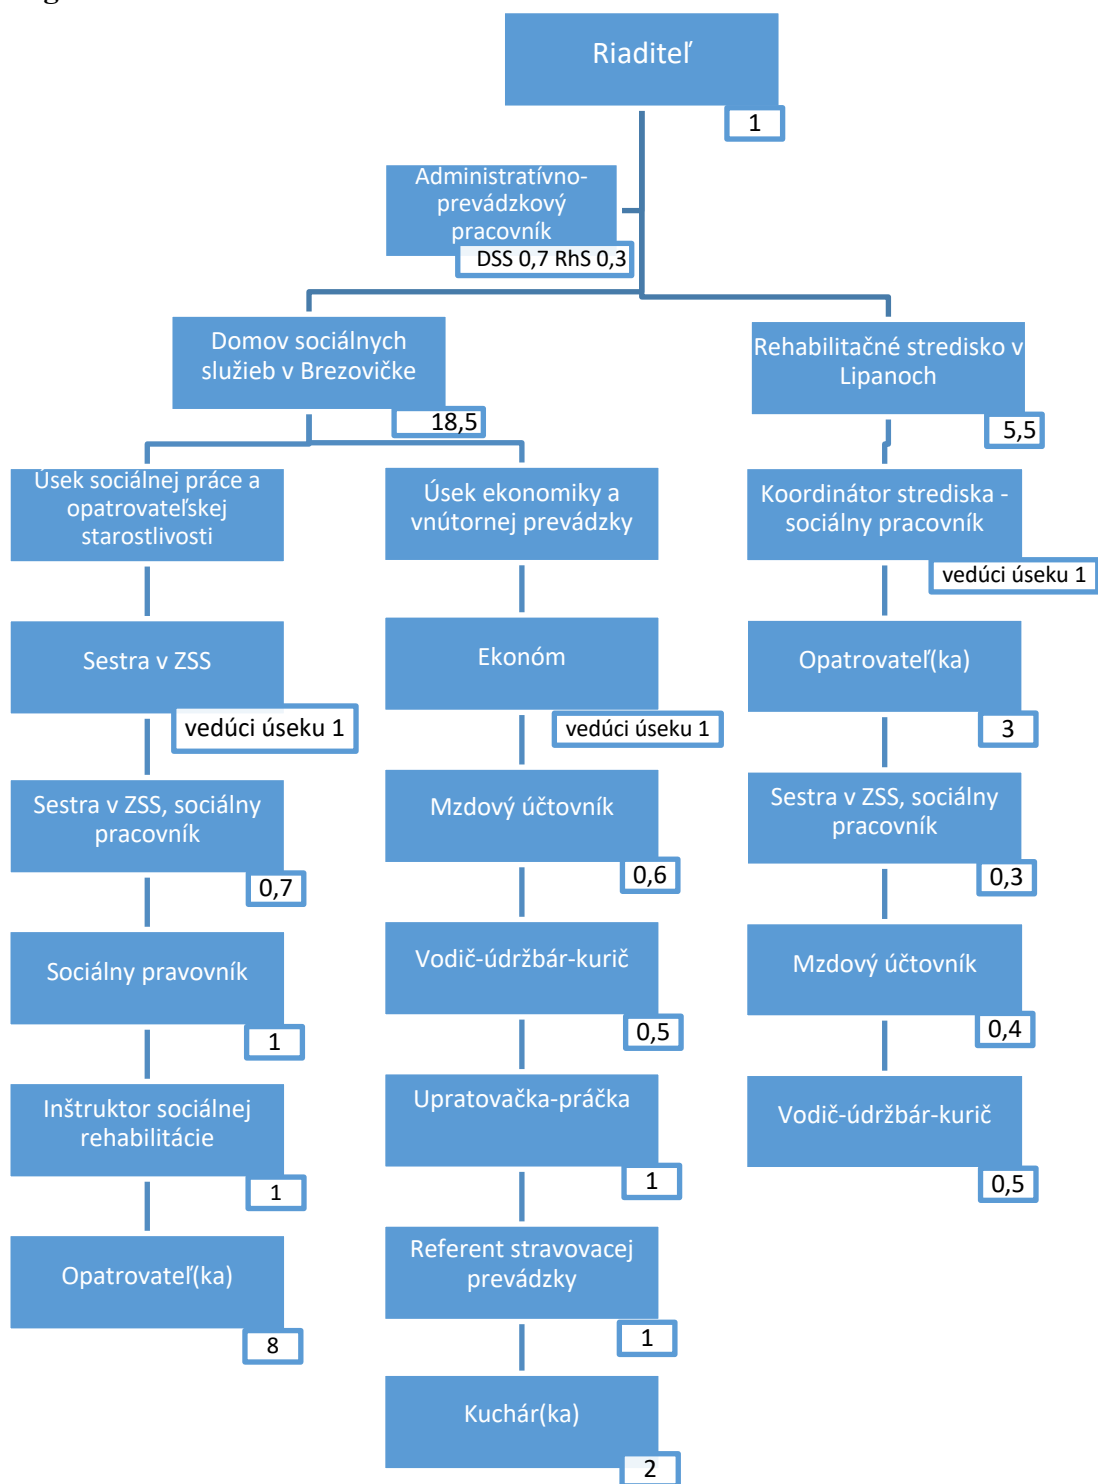 Riaditeľ
1
Administratívno-
prevádzkový
pracovník
DSS 0,7 RhS 0,3
Domov sociálnych
služieb v Brezovičke
18,5
Rehabilitačné stredisko v
Lipanoch
5,5
Úsek sociálnej práce a
opatrovateľskej
starostlivosti
Úsek ekonomiky a
vnútornej prevádzky
Koordinátor strediska -
sociálny pracovník
vedúci úseku 1
Sestra v ZSS
vedúci úseku 1
Ekonóm
vedúci úseku 1
Opatrovateľ(ka)
3
Sestra v ZSS, sociálny
pracovník
0,7
Mzdový účtovník
0,6
Sestra v ZSS, sociálny
pracovník
0,3
Sociálny pravovník
1
Vodič-údržbár-kurič
0,5
Mzdový účtovník
0,4
Inštruktor sociálnej
rehabilitácie
1
Upratovačka-práčka
1
Vodič-údržbár-kurič
0,5
Opatrovateľ(ka)
8
Referent stravovacej
prevádzky
1
Kuchár(ka)
2